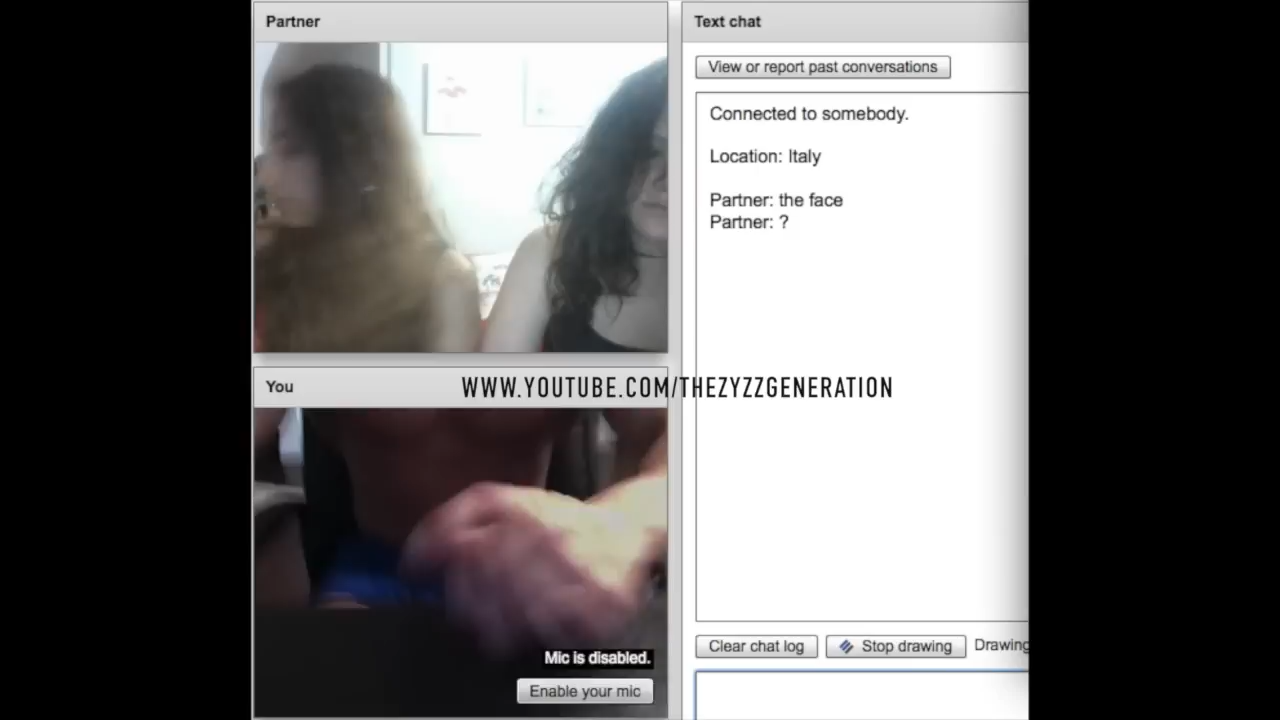 Partner
Text chat
View or report past conversations
Connected to somebody.
Location: Italy
Partner: the face
Partner: ?
You
WWW.YOUTUBE.COM/THEZYZZGENERATION
Mic is disabled.
Enable your mic
Clear chat log
Stop drawing
Drawing